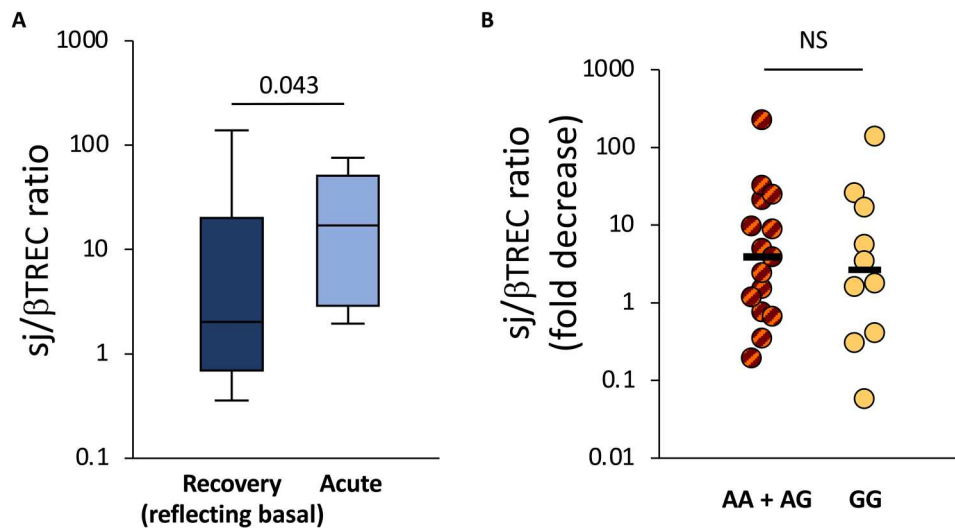 A
sj/βTREC ratio
1000
100
10
1
0.1
0.043
Recovery
(reflecting basal)
Acute
B
sj/βTREC ratio
(fold decrease)
1000
100
10
1
0.1
0.01
NS
AA + AG
GG